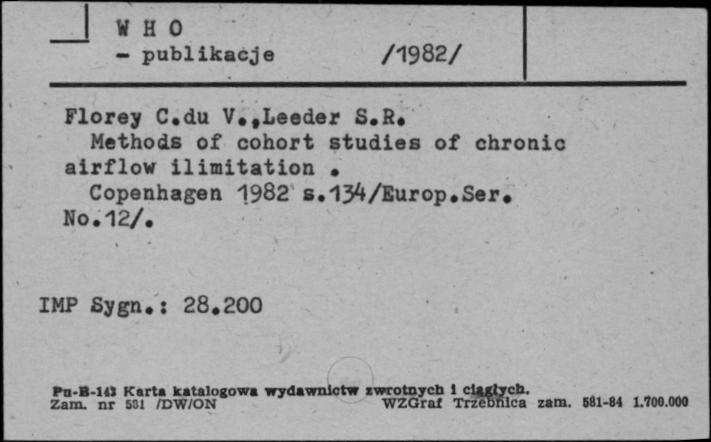 W H O
- publikacje /1982/
Florey C.du V.,Leeder S.R.
Methods of cohort studies of chronic
airflow ilimitation .
Copenhagen 1982 s.134/Europ.Ser.
No.12/.
IMP Sygn.: 28.200
Pu-B-143 Karta katalogowa wydawnictw zwrotnych i ciągłych.
Zam. nr 531 /DW/ON WZGraf Trzebnica zam. 581-84 1.700.000